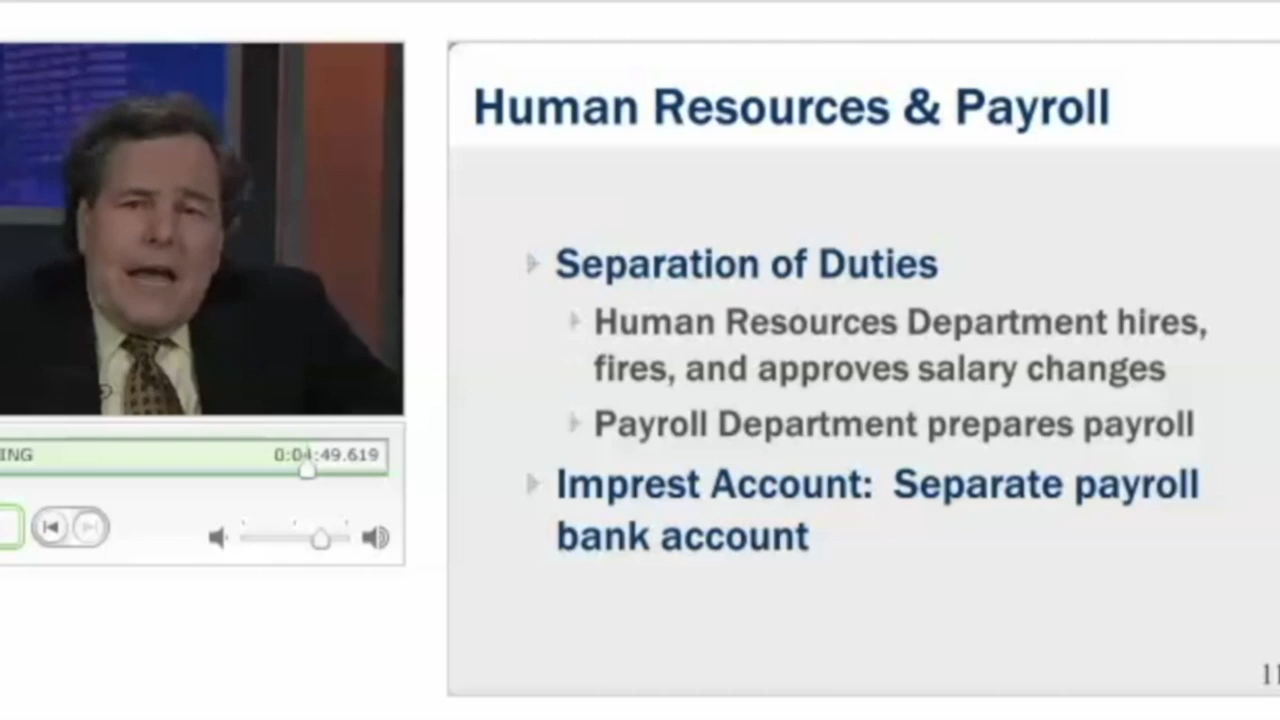 Human Resources & Payroll
Separation of Duties
Human Resources Department hires,
fires, and approves salary changes
Payroll Department prepares payroll
Imprest Account: Separate payroll
bank account
ING
0:04:49.619